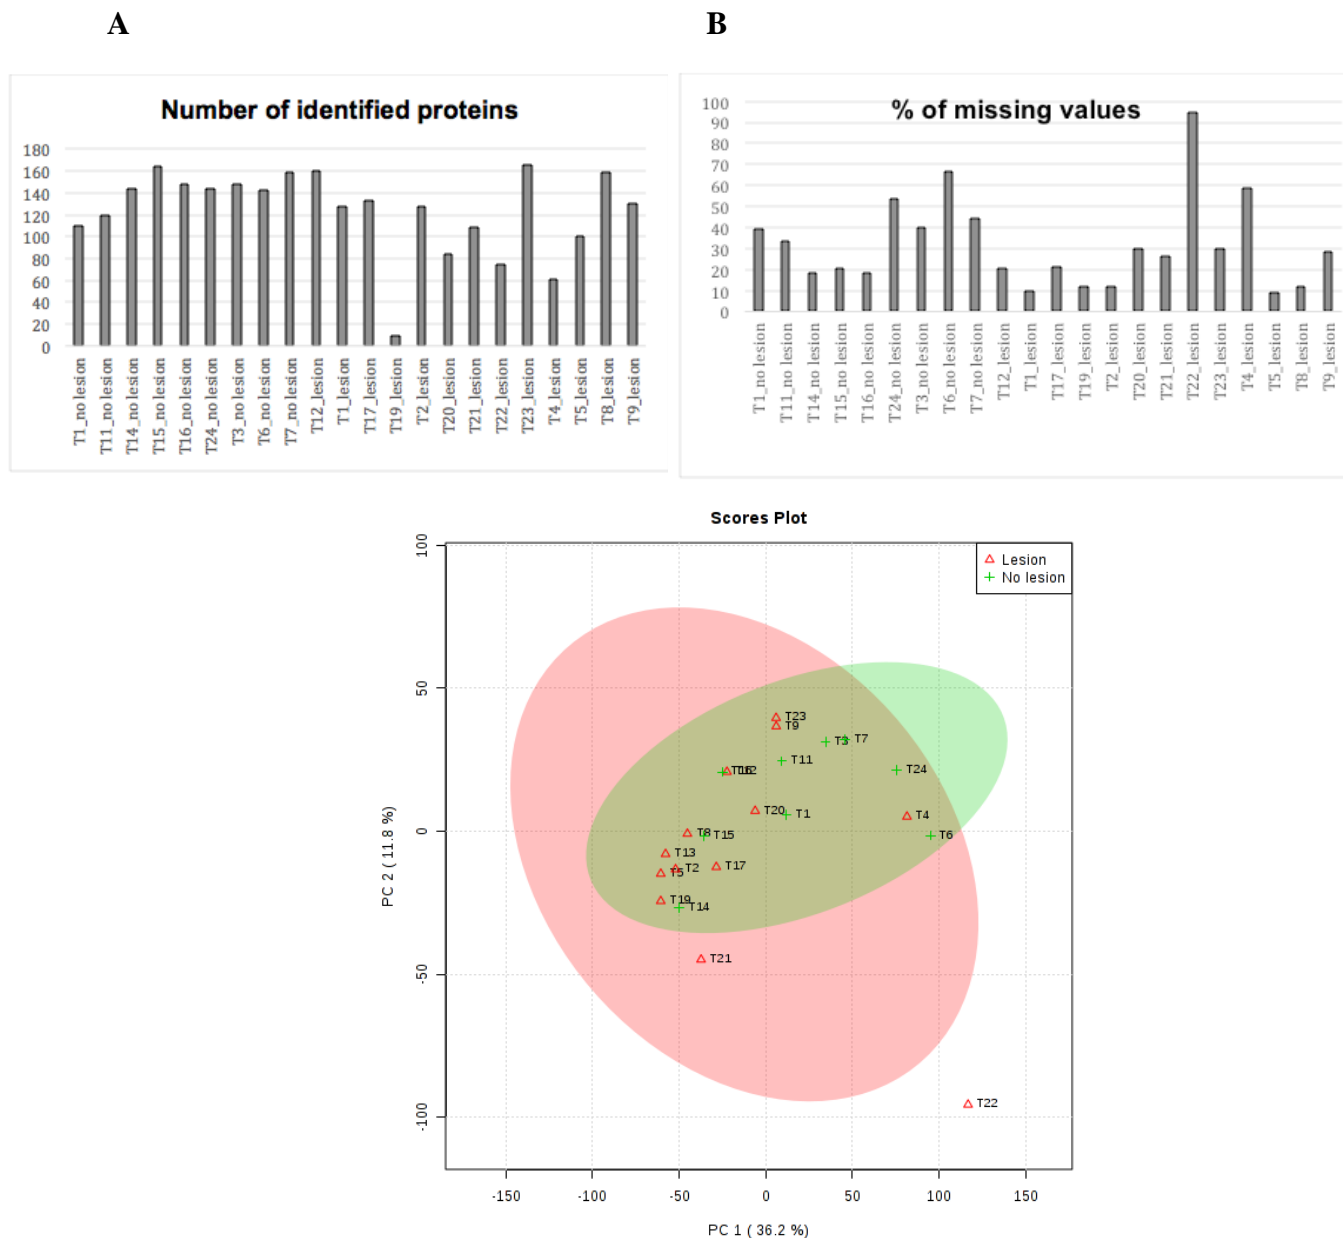 A B
Number of identified proteins
180
160
140
120
100
80
60
40
20
0
T1_no lesion
T11_no lesion
T14_no lesion
T15_no lesion
T16_no lesion
T24_no lesion
T3_no lesion
T6_no lesion
T7_no lesion
T12_lesion
T1_lesion
T17_lesion
T19_lesion
T2_lesion
T20_lesion
T21_lesion
T22_lesion
T23_lesion
T4_lesion
T5_lesion
T8_lesion
T9_lesion
% of missing values
100
90
80
70
60
50
40
30
20
10
0
T1_no lesion
T11_no lesion
T14_no lesion
T15_no lesion
T16_no lesion
T24_no lesion
T3_no lesion
T6_no lesion
T7_no lesion
T12_lesion
T1_lesion
T17_lesion
T19_lesion
T2_lesion
T20_lesion
T21_lesion
T22_lesion
T23_lesion
T4_lesion
T5_lesion
T8_lesion
T9_lesion
Scores Plot
Lesion
No lesion
PC 2 ( 11.8 %)
100
50
0
-50
-100
T23
T9
T3
T7
T11
T24
T16
T12
T20
T1
T4
T8
T15
T6
T13
T2
T5
T17
T19
T14
T21
T22
-150 -100 -50 0 50 100 150
PC 1 ( 36.2 %)